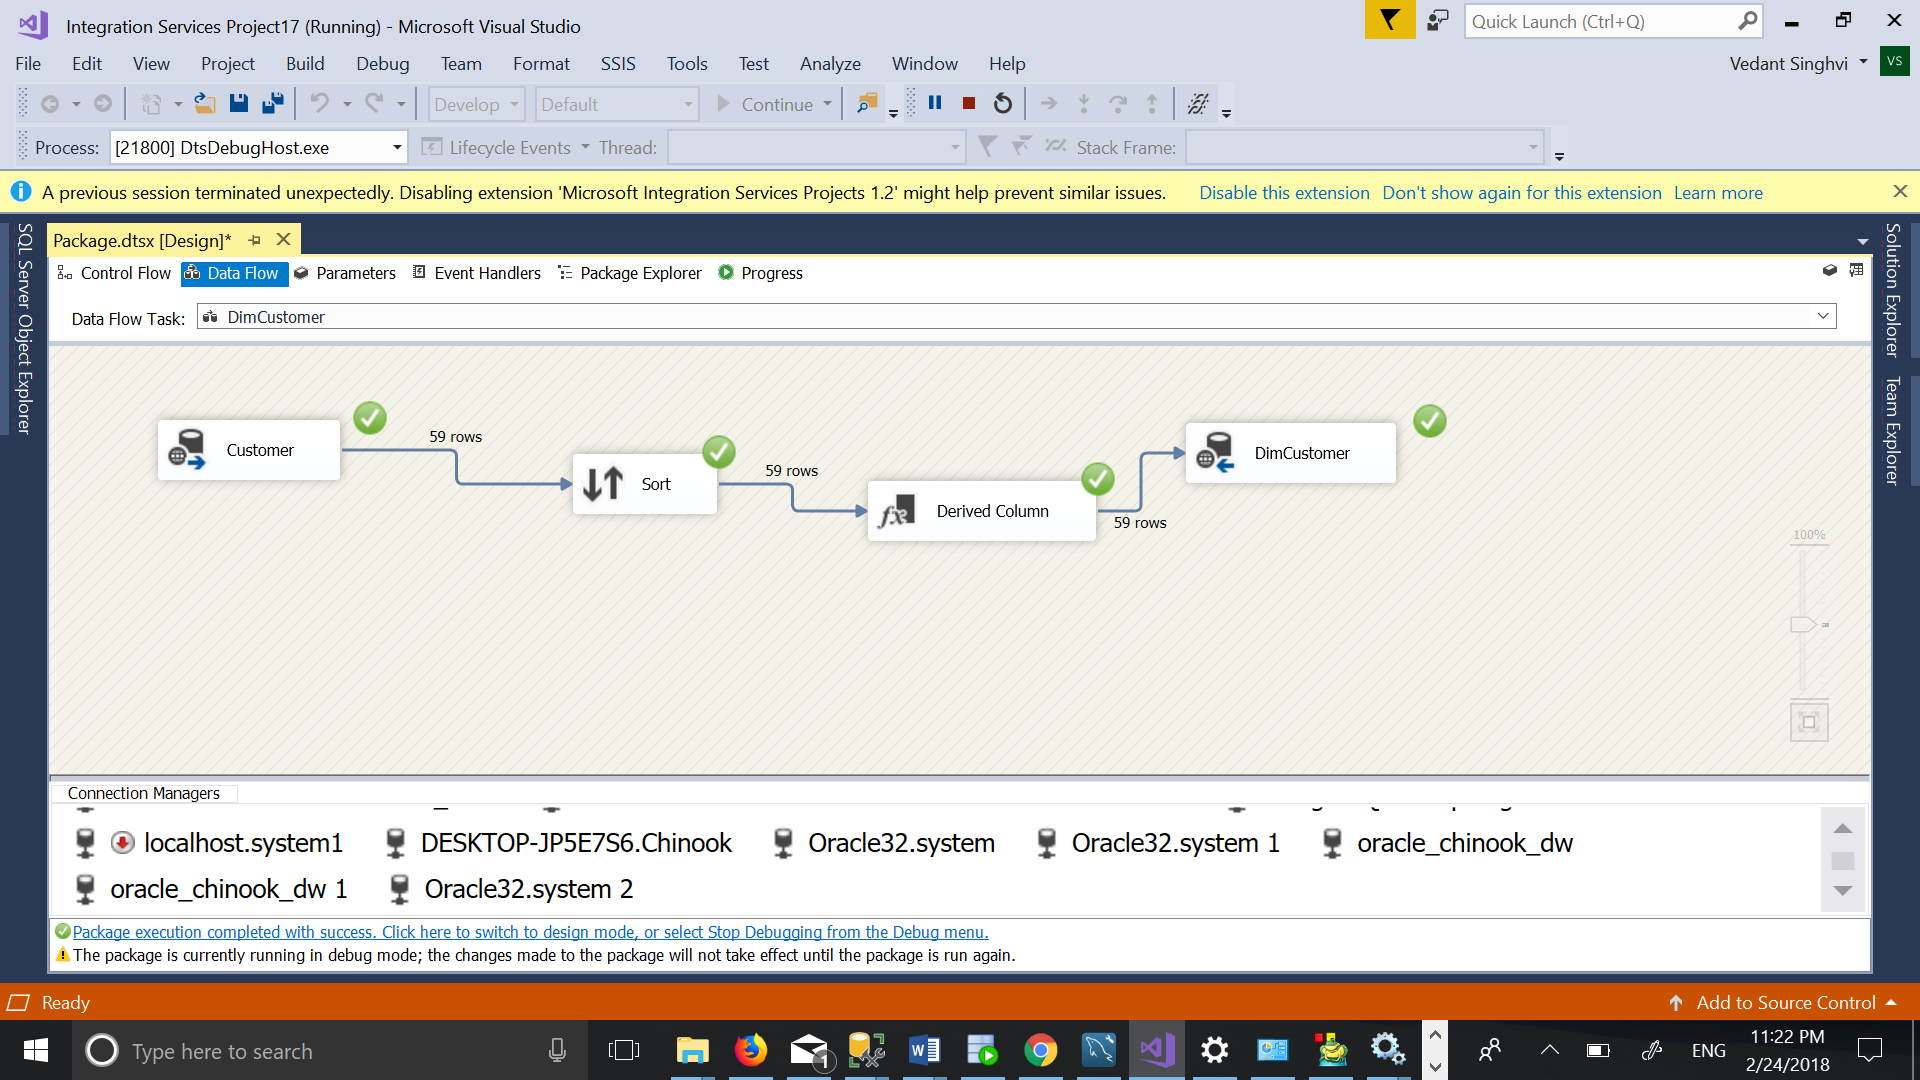 Integration Services Project17 (Running) - Microsoft Visual Studio
Quick Launch (Ctrl+Q)
File Edit View Project Build Debug Team Format SSIS Tools Test Analyze Window Help
Vedant Singhvi VS
Develop Default Continue
Process: [21800] DtsDebugHost.exe Lifecycle Events Thread: Stack Frame:
A previous session terminated unexpectedly. Disabling extension 'Microsoft Integration Services Projects 1.2' might help prevent similar issues. Disable this extension Don't show again for this extension Learn more
SQL Server Object Explorer
Package.dtsx [Design]*
Control Flow Data Flow Parameters Event Handlers Package Explorer Progress
Data Flow Task: DimCustomer
Solution Explorer
Team Explorer
Customer
59 rows
Sort
59 rows
Derived Column
59 rows
DimCustomer
100%
Connection Managers
localhost.system1 DESKTOP-JP5E7S6.Chinook Oracle32.system Oracle32.system 1 oracle_chinook_dw
oracle_chinook_dw 1 Oracle32.system 2
Package execution completed with success. Click here to switch to design mode, or select Stop Debugging from the Debug menu.
The package is currently running in debug mode; the changes made to the package will not take effect until the package is run again.
Ready
Add to Source Control
Type here to search
1
ENG
11:22 PM
2/24/2018